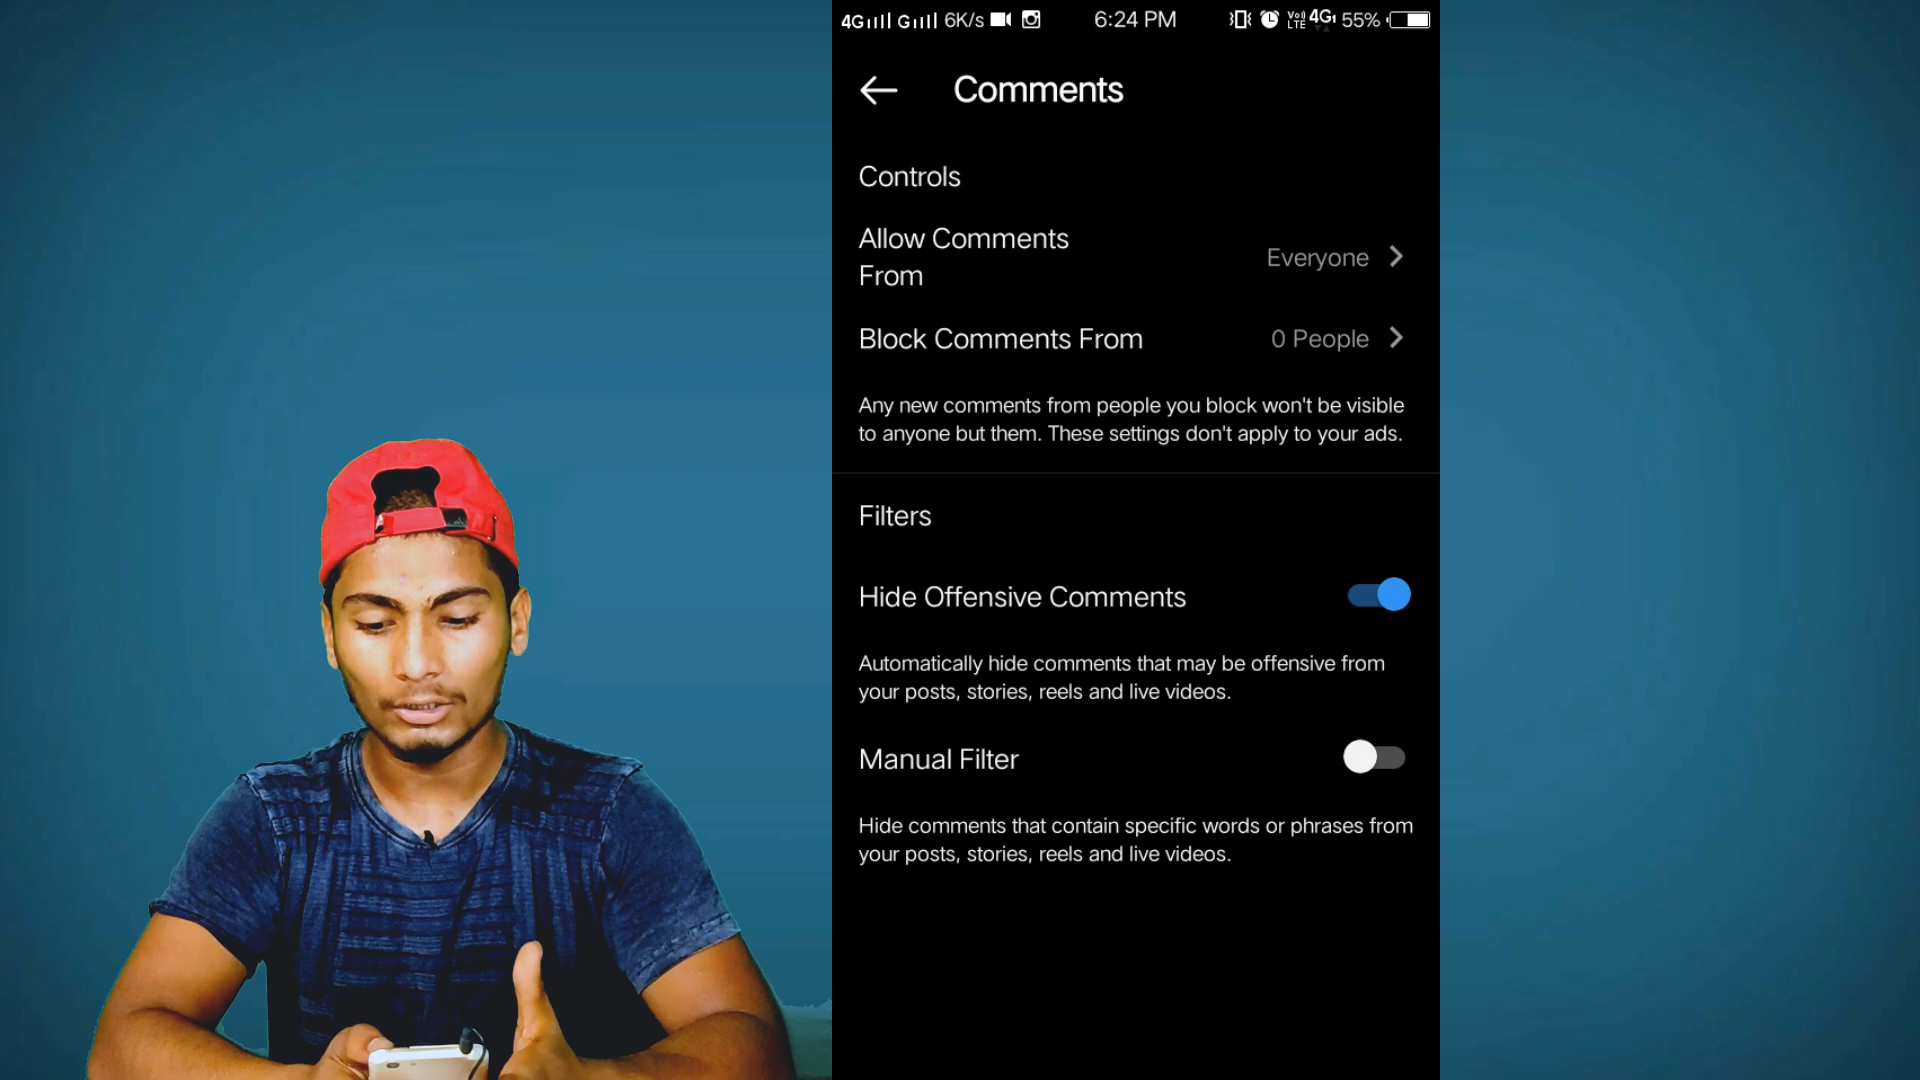 4G G 6K/s 6:24 PM VoLTE 4G 55%
Comments
Controls
Allow Comments
From
Everyone
Block Comments From 0 People
Any new comments from people you block won't be visible
to anyone but them. These settings don't apply to your ads.
Filters
Hide Offensive Comments
Automatically hide comments that may be offensive from
your posts, stories, reels and live videos.
Manual Filter
Hide comments that contain specific words or phrases from
your posts, stories, reels and live videos.